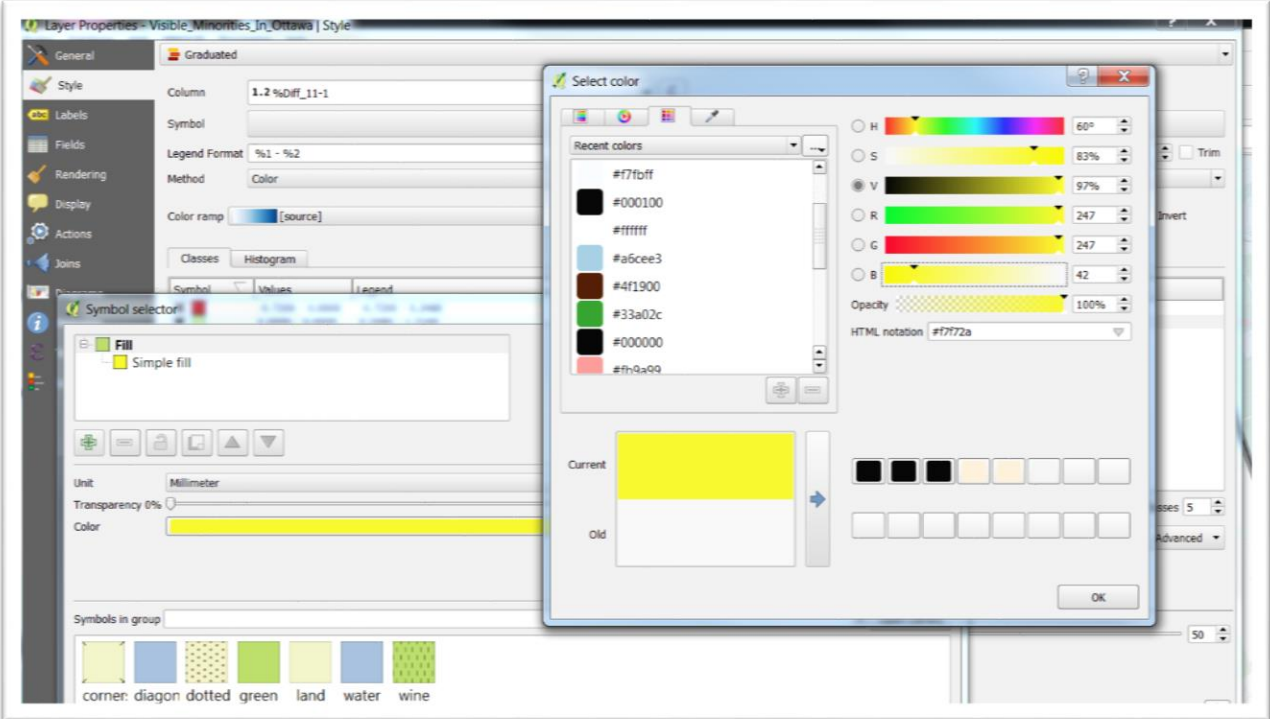 Layer Properties - Visible_Minorities_In_Ottawa | Style
General
Style
Labels
Fields
Rendering
Display
Actions
Joins
Graduated
Column
1.2 %Diff_11-1
Symbol
Legend Format
%1 - %2
Method
Color
Color ramp
[source]
Classes
Histogram
Symbol
Values
Legend
Trim
Invert
5
Advanced
50
Symbol selector
Fill
Simple fill
Unit
Millimeter
Transparency 0%
Color
Symbols in group
corner:
diagon
dotted
green
land
water
wine
Select color
Recent colors
...
#f7fbff
#000100
#ffffff
#a6cee3
#4f1900
#33a02c
#000000
#fb9a99
Current
Old
H
60°
S
83%
V
97%
R
247
G
247
B
42
Opacity
100%
HTML notation
#f7f72a
OK